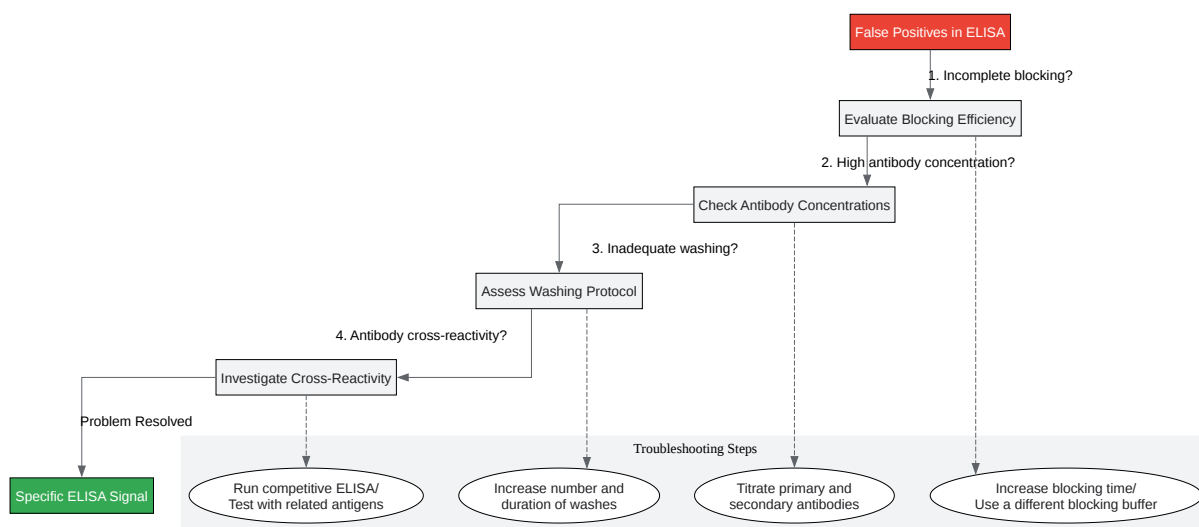 False Positives in ELISA
1. Incomplete blocking?
Evaluate Blocking Efficiency
2. High antibody concentration?
Check Antibody Concentrations
3. Inadequate washing?
Assess Washing Protocol
4. Antibody cross-reactivity?
Investigate Cross-Reactivity
Problem Resolved
Troubleshooting Steps
Specific ELISA Signal
Run competitive ELISA/
Test with related antigens
Increase number and
duration of washes
Titrate primary and
secondary antibodies
Increase blocking time/
Use a different blocking buffer